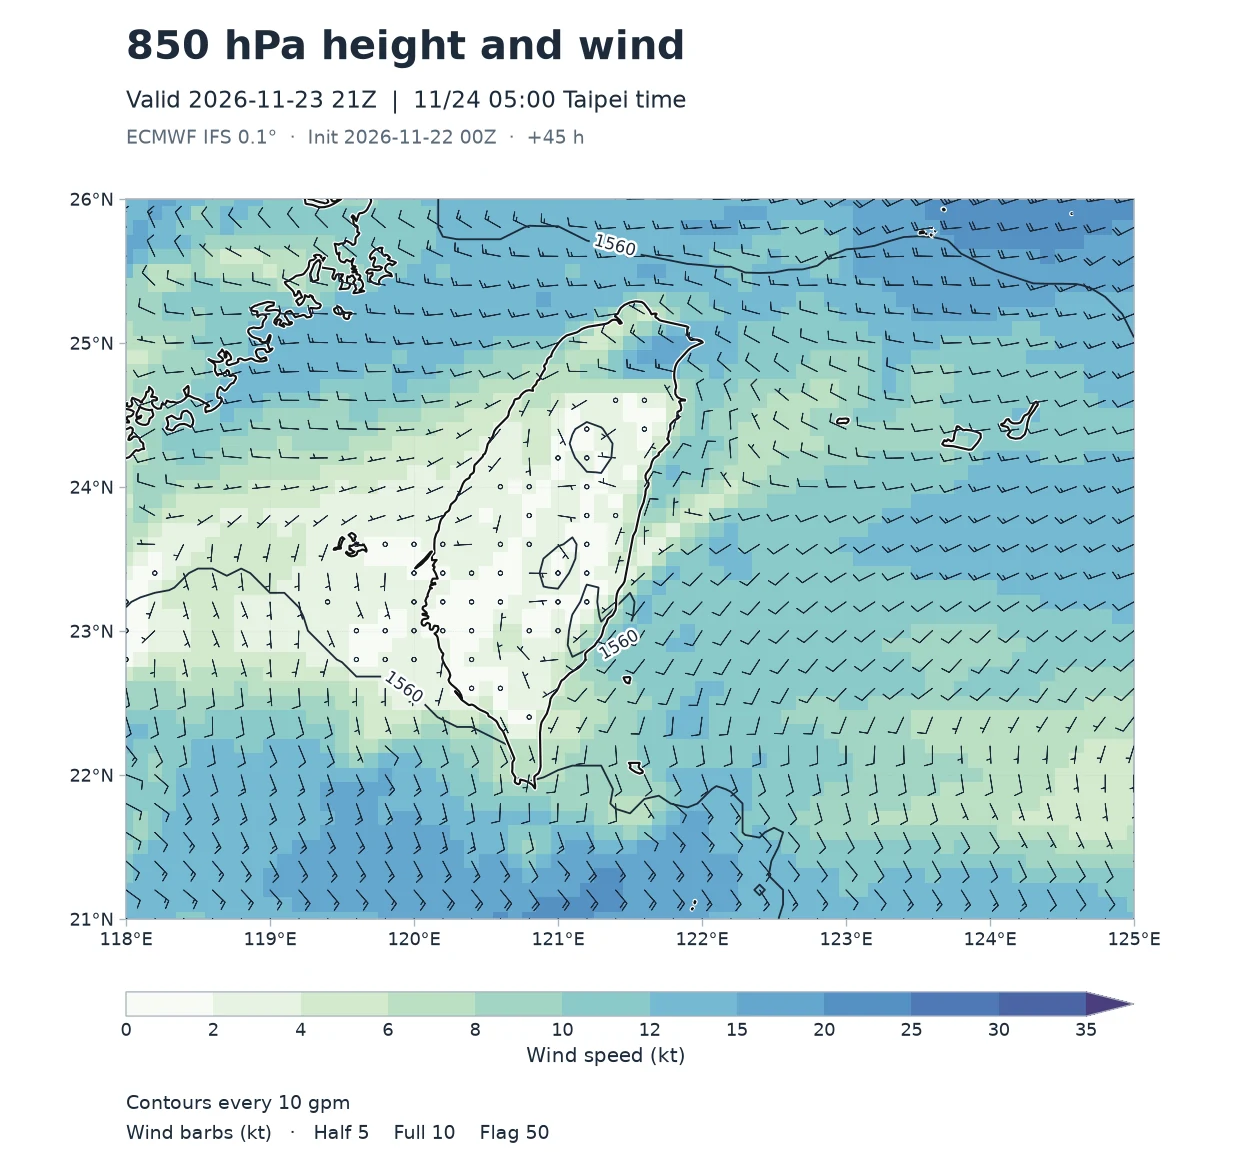 850 hPa height and wind
Valid 2026-11-23 21Z | 11/24 05:00 Taipei time
ECMWF IFS 0.1° · Init 2026-11-22 00Z · +45 h
26°N
1560
25°N
24°N
23°N
1560
1560
22°N
21°N
118°E 119°E 120°E 121°E 122°E 123°E 124°E 125°E
0 2 4 6 8 10 12 15 20 25 30 35
Wind speed (kt)
Contours every 10 gpm
Wind barbs (kt) · Half 5 Full 10 Flag 50